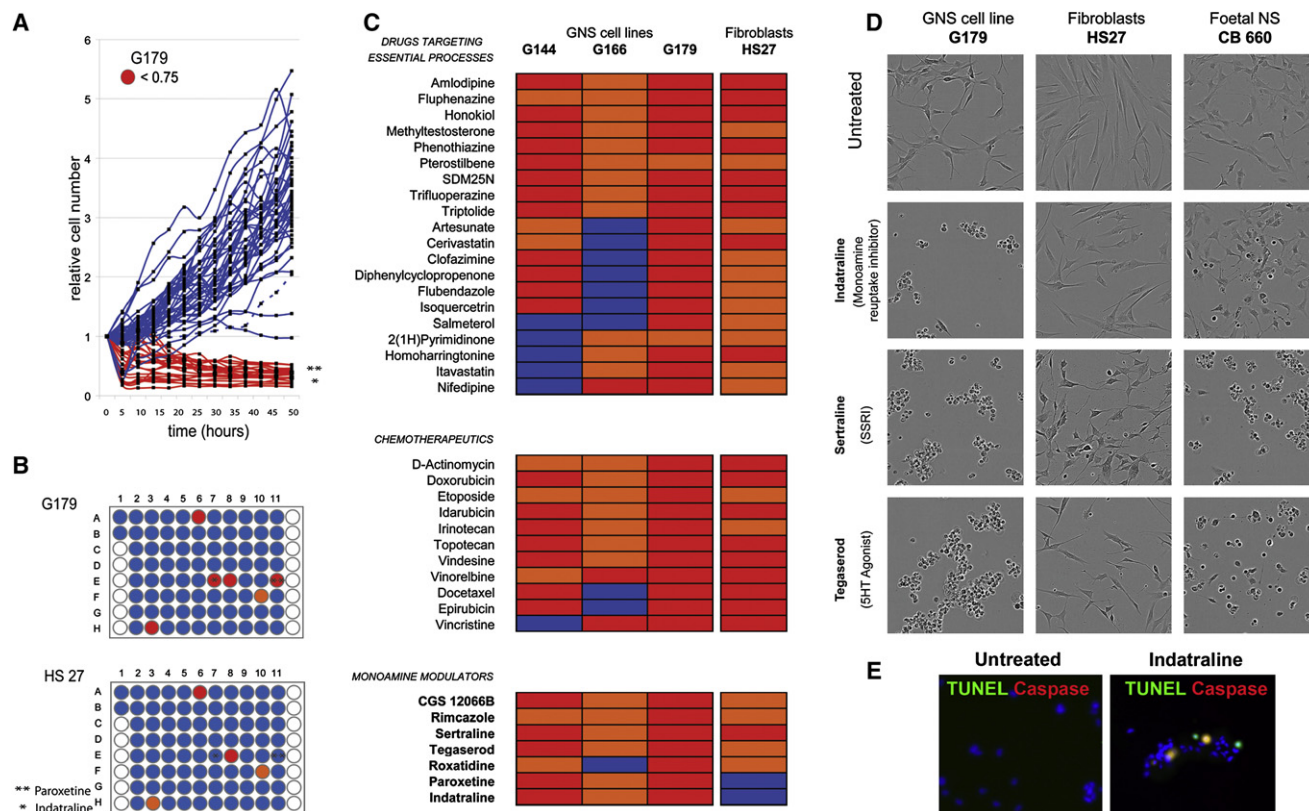 A
G179
< 0.75
relative cell number
6
5
4
3
2
1
0
0 5 10 15 20 25 30 35 40 45 50
time (hours)
**
*
B
G179
1 2 3 4 5 6 7 8 9 10 11
A
B
C
D
E
F
G
H
HS 27
1 2 3 4 5 6 7 8 9 10 11
A
B
C
D
E
F
G
H
** Paroxetine
* Indatraline
C
DRUGS TARGETING
ESSENTIAL PROCESSES
GNS cell lines
G144 G166 G179
Fibroblasts
HS27
Amlodipine
Fluphenazine
Honokiol
Methyltestosterone
Phenothiazine
Pterostilbene
SDM25N
Trifluoperazine
Triptolide
Artesunate
Cerivastatin
Clofazimine
Diphenylcyclopropenone
Flubendazole
Isoquercetrin
Salmeterol
2(1H)Pyrimidinone
Homoharringtonine
Itavastatin
Nifedipine
CHEMOTHERAPEUTICS
D-Actinomycin
Doxorubicin
Etoposide
Idarubicin
Irinotecan
Topotecan
Vindesine
Vinorelbine
Docetaxel
Epirubicin
Vincristine
MONOAMINE MODULATORS
CGS 12066B
Rimcazole
Sertraline
Tegaserod
Roxatidine
Paroxetine
Indatraline
D
GNS cell line
G179
Fibroblasts
HS27
Foetal NS
CB 660
Untreated
Indatraline
(Monoamine
reuptake inhibitor)
Sertraline
(SSRI)
Tegaserod
(5HT Agonist)
E
Untreated
Indatraline
TUNEL Caspase
TUNEL Caspase